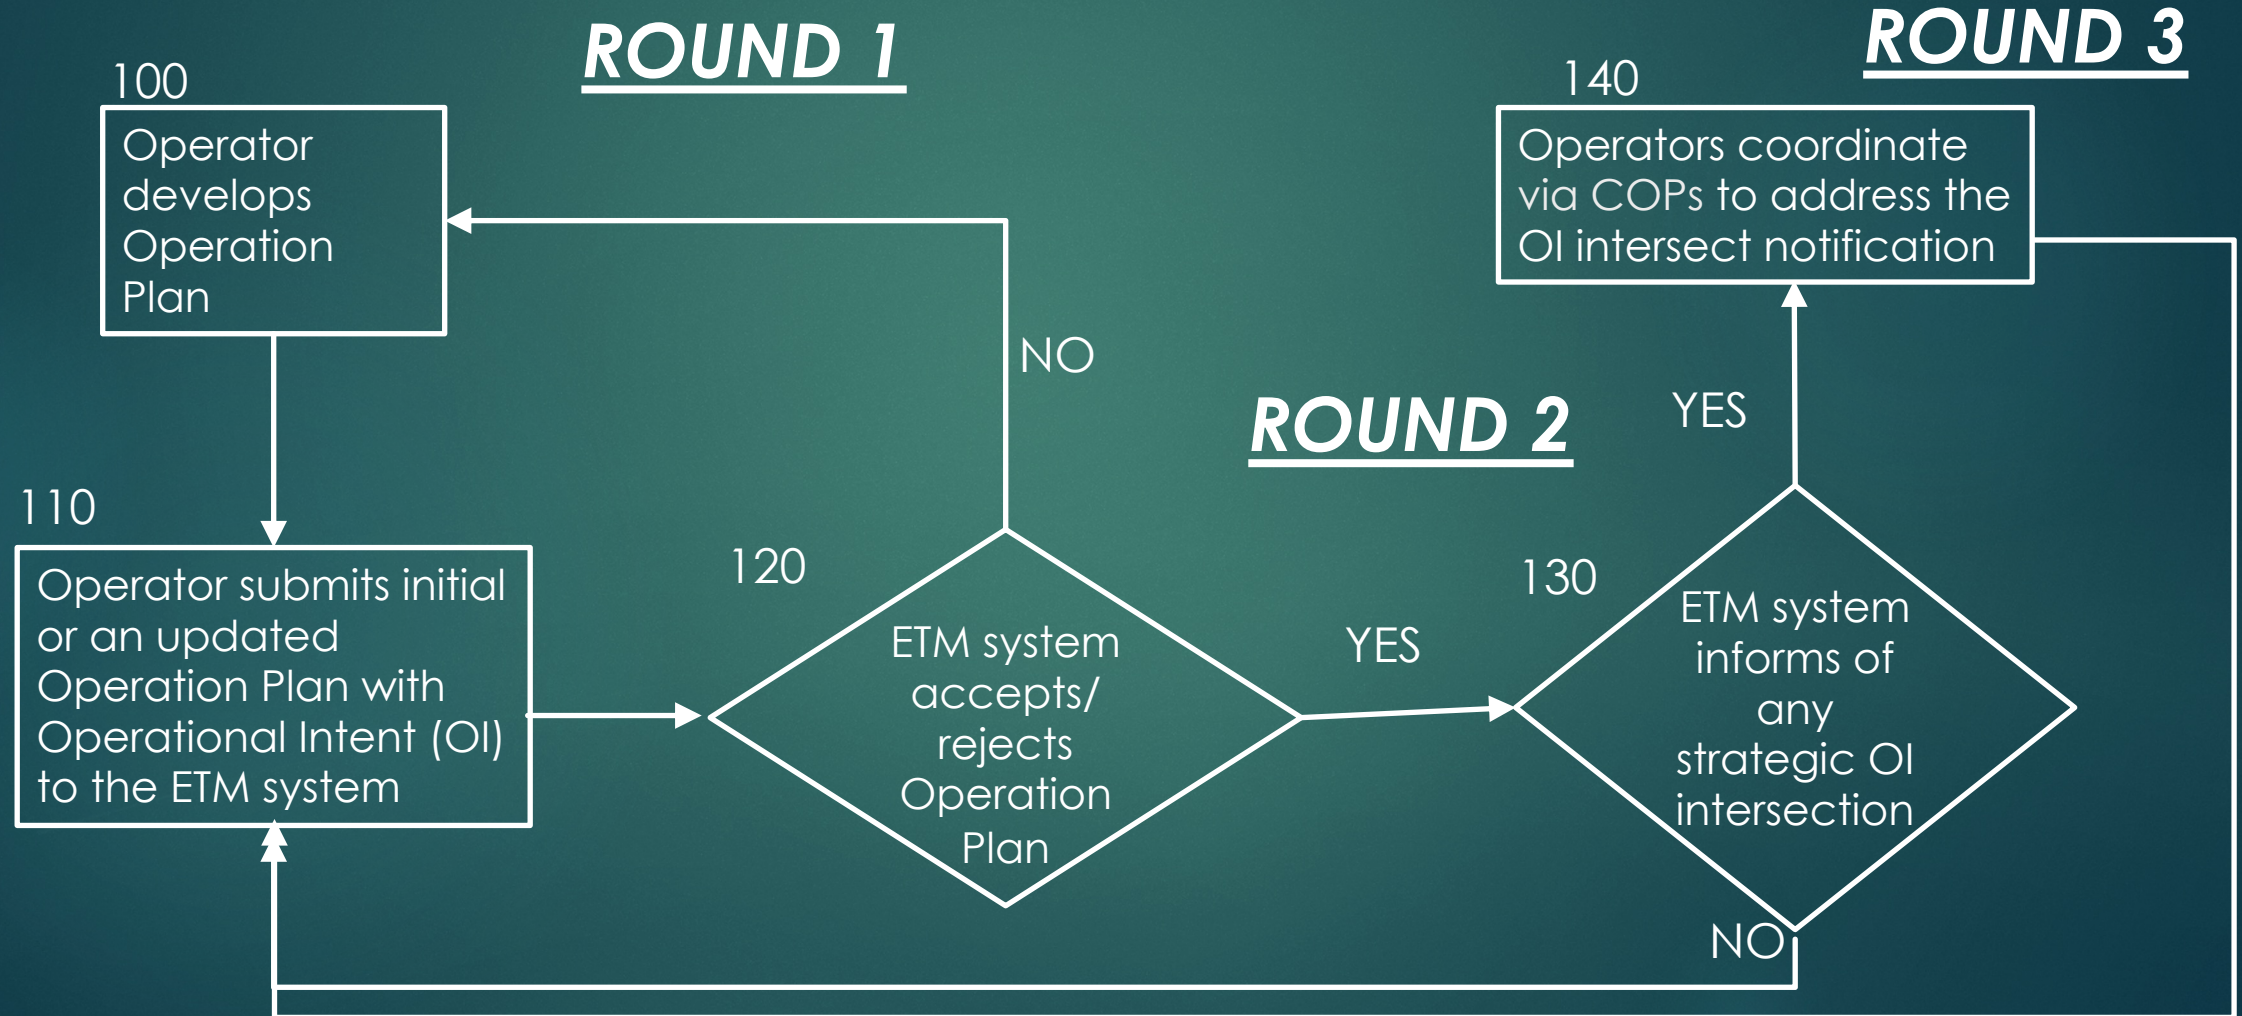 ROUND 1
ROUND 3
100
Operator
develops
Operation
Plan
140
Operators coordinate
via COPs to address the
OI intersect notification
NO
ROUND 2
YES
110
Operator submits initial
or an updated
Operation Plan with
Operational Intent (OI)
to the ETM system
120
ETM system
accepts/
rejects
Operation
Plan
YES
130
ETM system
informs of
any
strategic OI
intersection
NO